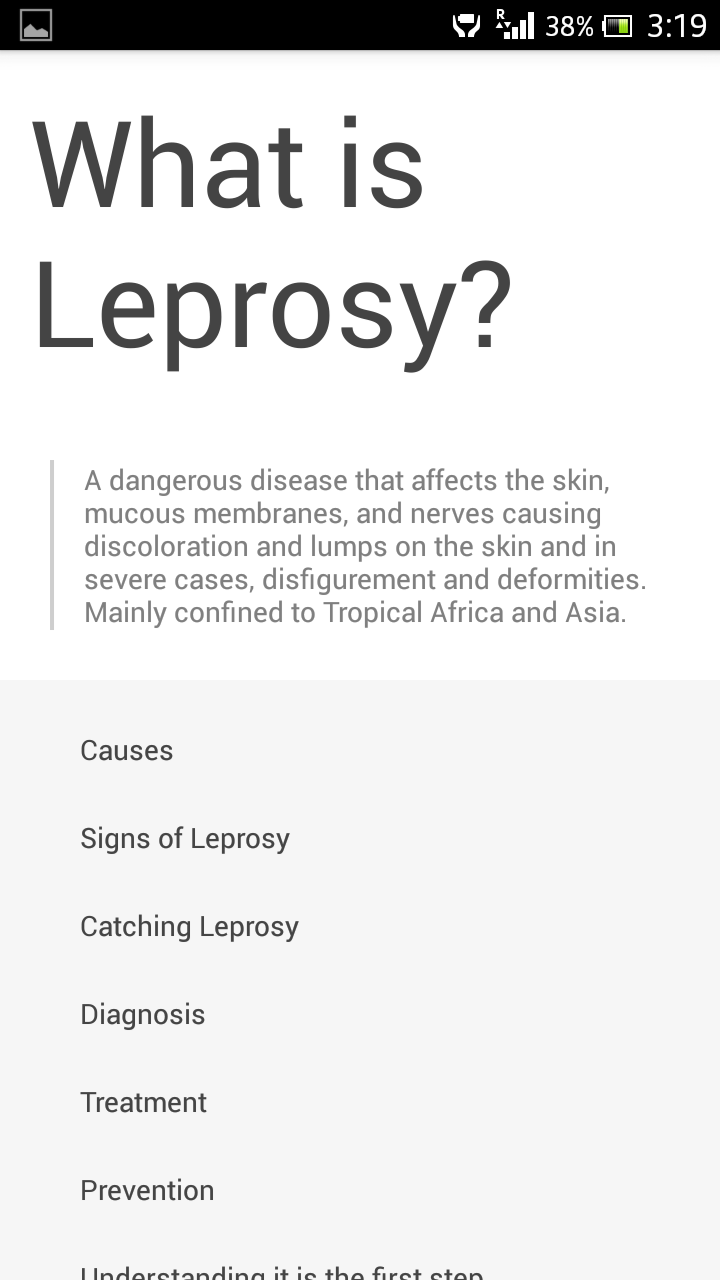 R
38%
3:19
What is
Leprosy?
A dangerous disease that affects the skin,
mucous membranes, and nerves causing
discoloration and lumps on the skin and in
severe cases, disfigurement and deformities.
Mainly confined to Tropical Africa and Asia.
Causes
Signs of Leprosy
Catching Leprosy
Diagnosis
Treatment
Prevention
Understanding it is the first step